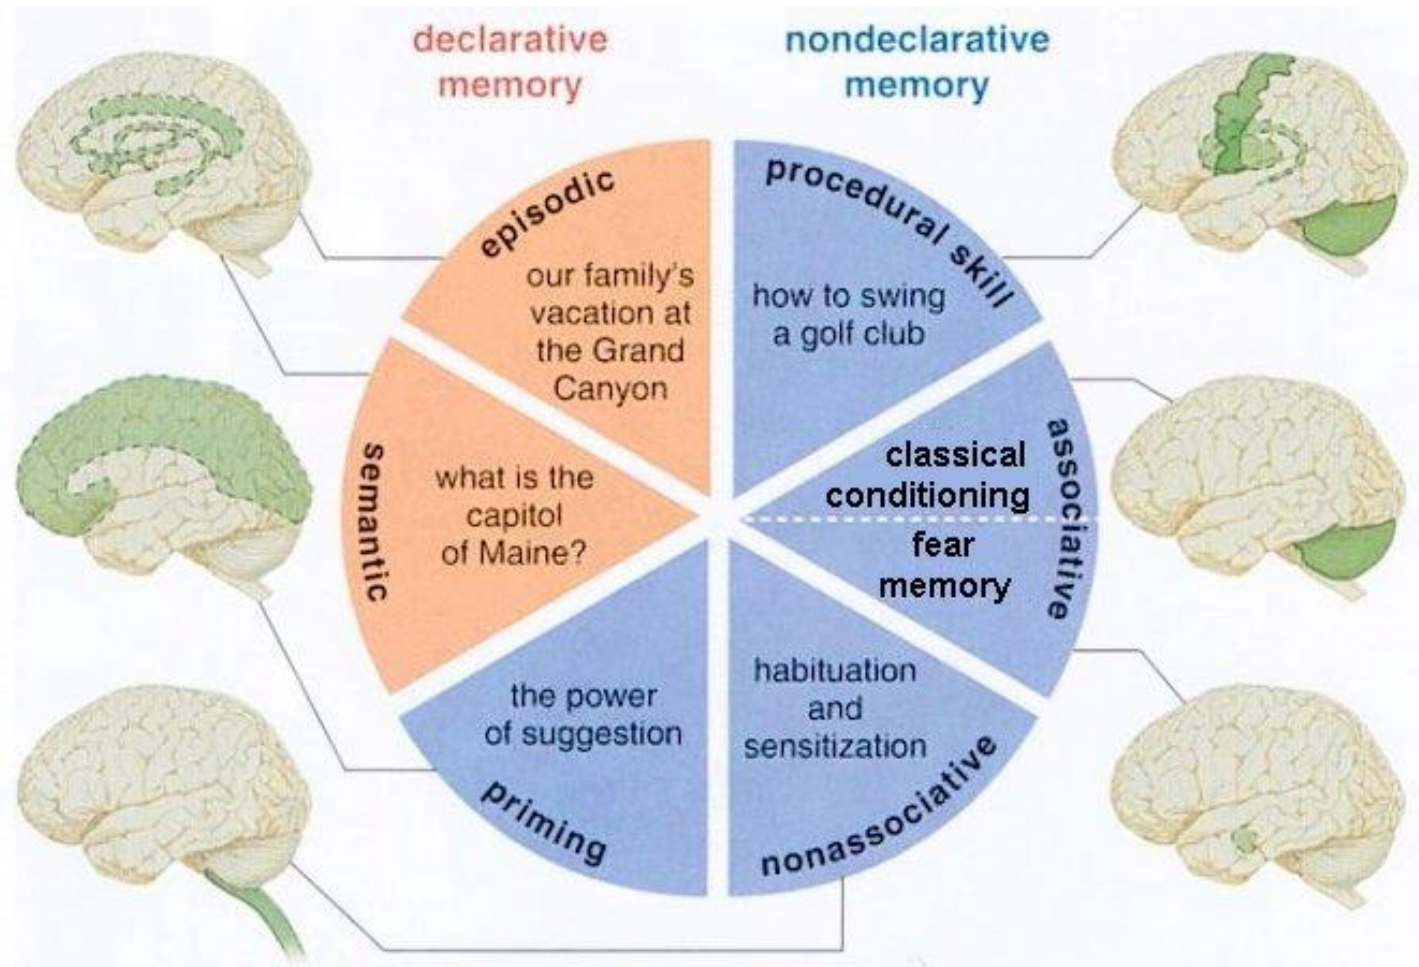 declarative
memory
nondeclarative
memory
episodic
our family's
vacation at
the Grand
Canyon
procedural skill
how to swing
a golf club
semantic
what is the
capitol
of Maine?
associative
classical
conditioning
fear
memory
the power
of suggestion
priming
habituation
and
sensitization
nonassociative